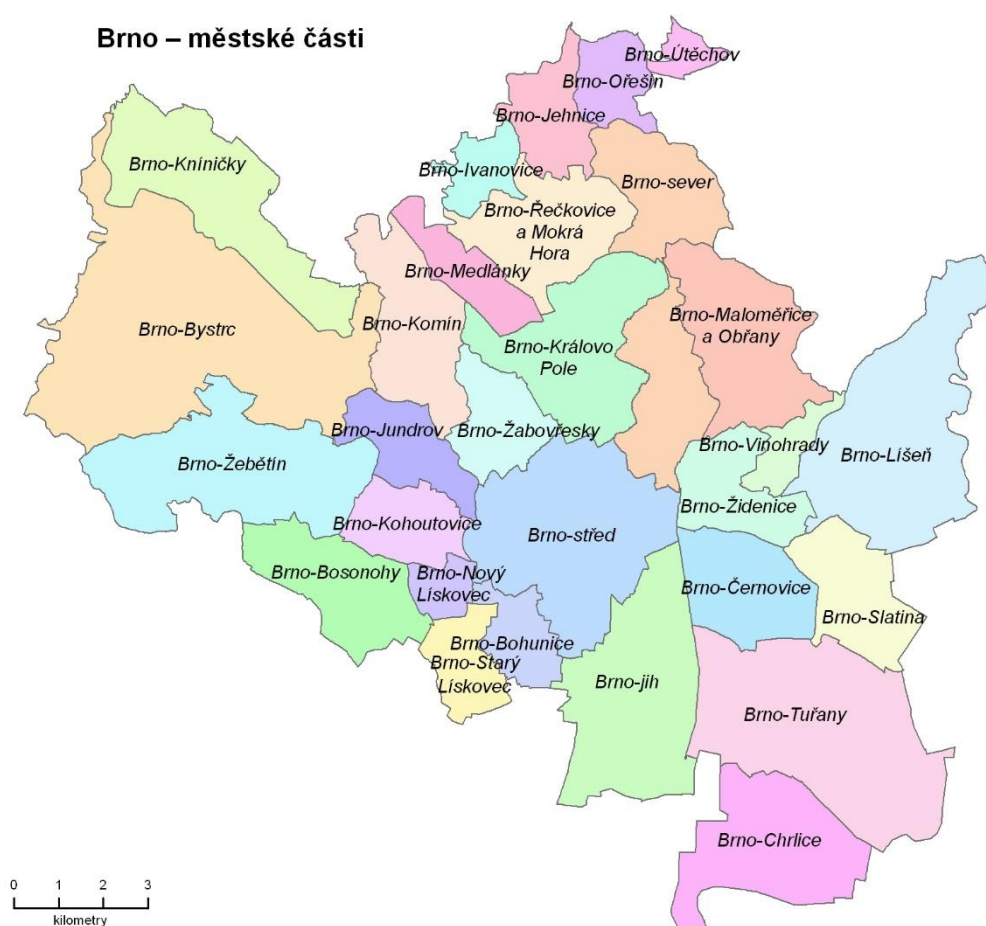 Brno – městské části
Brno-Útěchov
Brno-Ořešín
Brno-Jehnice
Brno-Ivanovice
Brno-Kníničky
Brno-sever
Brno-Řečkovice
a Mokrá
Hora
Brno-Medlánky
Brno-Komín
Brno-Bystrc
Brno-Maloměřice
a Obřany
Brno-Královo
Pole
Brno-Jundrov
Brno-Žabovřesky
Brno-Vinohrady
Brno-Líšeň
Brno-Žebětín
Brno-Židenice
Brno-Kohoutovice
Brno-střed
Brno-Bosonohy
Brno-Nový
Lískovec
Brno-Černovice
Brno-Slatina
Brno-Bohunice
Brno-Starý
Lískovec
Brno-jih
Brno-Tuřany
Brno-Chrlice
0 1 2 3
kilometry